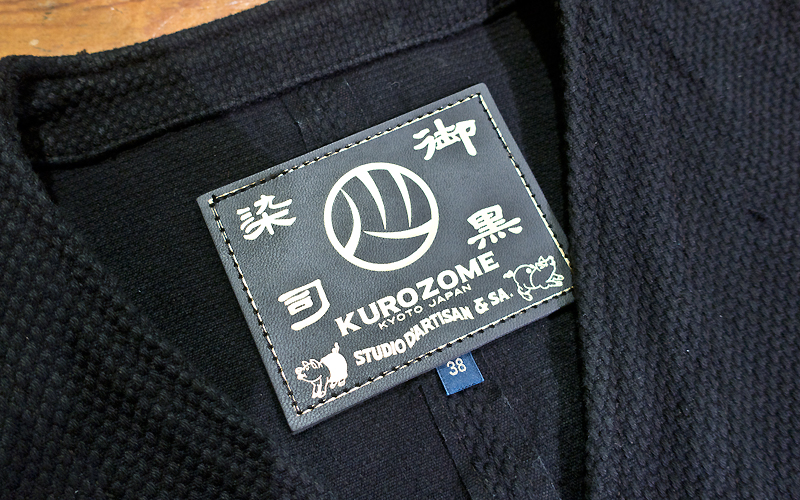 御黒
染司
KUROZOME
KYOTO JAPAN
STUDIO D'ARTISAN & SA.
38